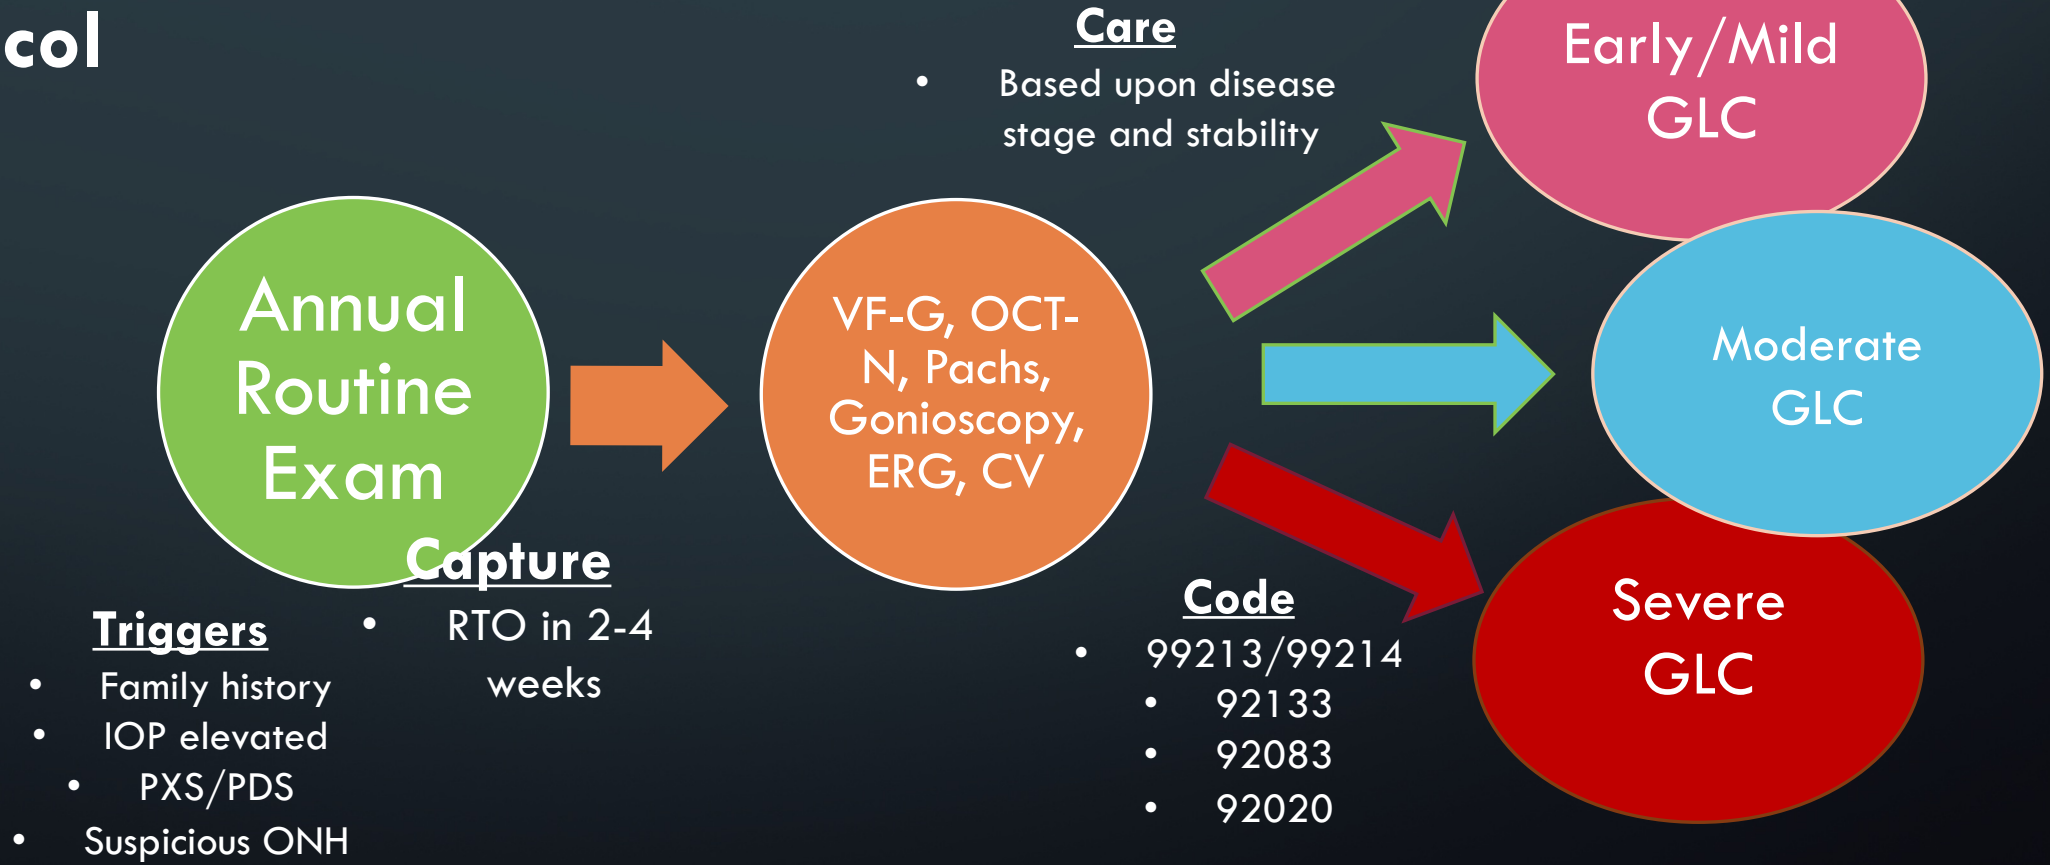 col
Care
• Based upon disease
stage and stability
Early/Mild
GLC
Annual
Routine
Exam
VF-G, OCT-
N, Pachs,
Gonioscopy,
ERG, CV
Moderate
GLC
Capture
• RTO in 2-4
weeks
Triggers
• Family history
• IOP elevated
• PXS/PDS
• Suspicious ONH
Code
• 99213/99214
• 92133
• 92083
• 92020
Severe
GLC